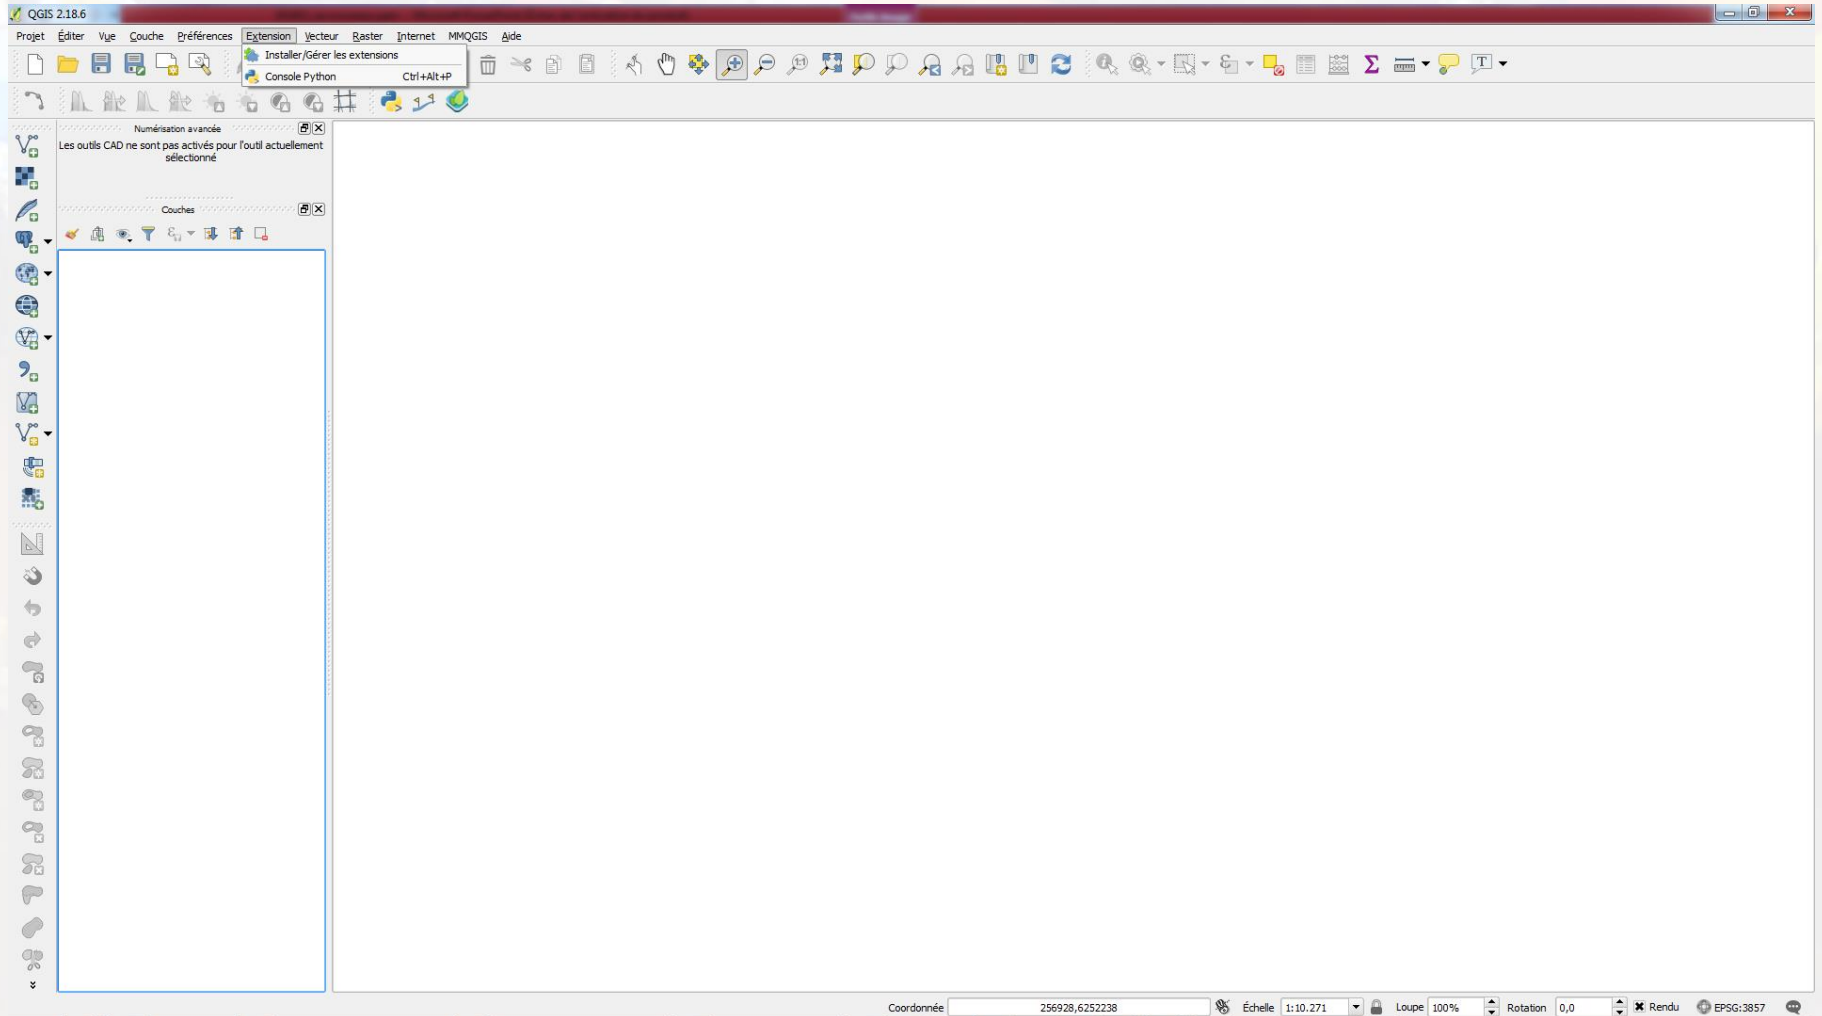 QGIS 2.18.6
Projet Éditer Vue Couche Préférences Extension Vecteur Raster Internet MMQGIS Aide
Installer/Gérer les extensions
Console Python Ctrl+Alt+P
Numérisation avancée
Les outils CAD ne sont pas activés pour l'outil actuellement
sélectionné
Couches
Coordonnée 256928,6252238 Échelle 1:10.271 Loupe 100% Rotation 0,0 Rendu EPSG:3857